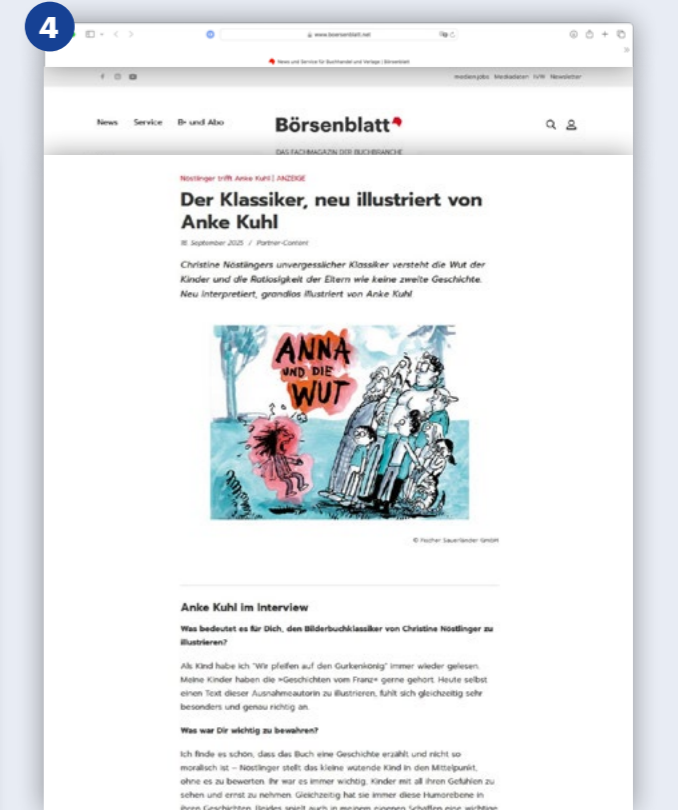 4
www.boersenblatt.net
News und Service für Buchhandel und Verlage | Börsenblatt
medienjobs Mediadaten IVW Newsletter
News Service B+ und Abo
Börsenblatt
DAS FACHMAGAZIN DER BUCHBRANCHE
Nöstlinger trifft Anke Kuhl | ANZEIGE
Der Klassiker, neu illustriert von
Anke Kuhl
September 2025 / Partner-Content
Christine Nöstlingers unvergesslicher Klassiker versteht die Wut der
Kinder und die Ratlosigkeit der Eltern wie keine zweite Geschichte.
Neu interpretiert, grandios illustriert von Anke Kuhl
ANNA
UND DIE
WUT
© Fischer Sauerländer GmbH
Anke Kuhl im Interview
Was bedeutet es für Dich, den Bilderbuchklassiker von Christine Nöstlinger zu
illustrieren?
Als Kind habe ich "Wir pfeifen auf den Gurkenkönig" immer wieder gelesen.
Meine Kinder haben die »Geschichten vom Franz« gerne gehört. Heute selbst
einen Text dieser Ausnahmeautorin zu illustrieren, fühlt sich gleichzeitig sehr
besonders und genau richtig an.
Was war Dir wichtig zu bewahren?
Ich finde es schön, dass das Buch eine Geschichte erzählt und nicht so
moralisch ist – Nöstlinger stellt das kleine wütende Kind in den Mittelpunkt,
ohne es zu bewerten. Ihr war es immer wichtig, Kinder mit all ihren Gefühlen zu
sehen und ernst zu nehmen. Gleichzeitig hat sie immer diese Humorebene in
ihren Geschichten. Beides spielt auch in meinem eigenen Schaffen eine wichtige